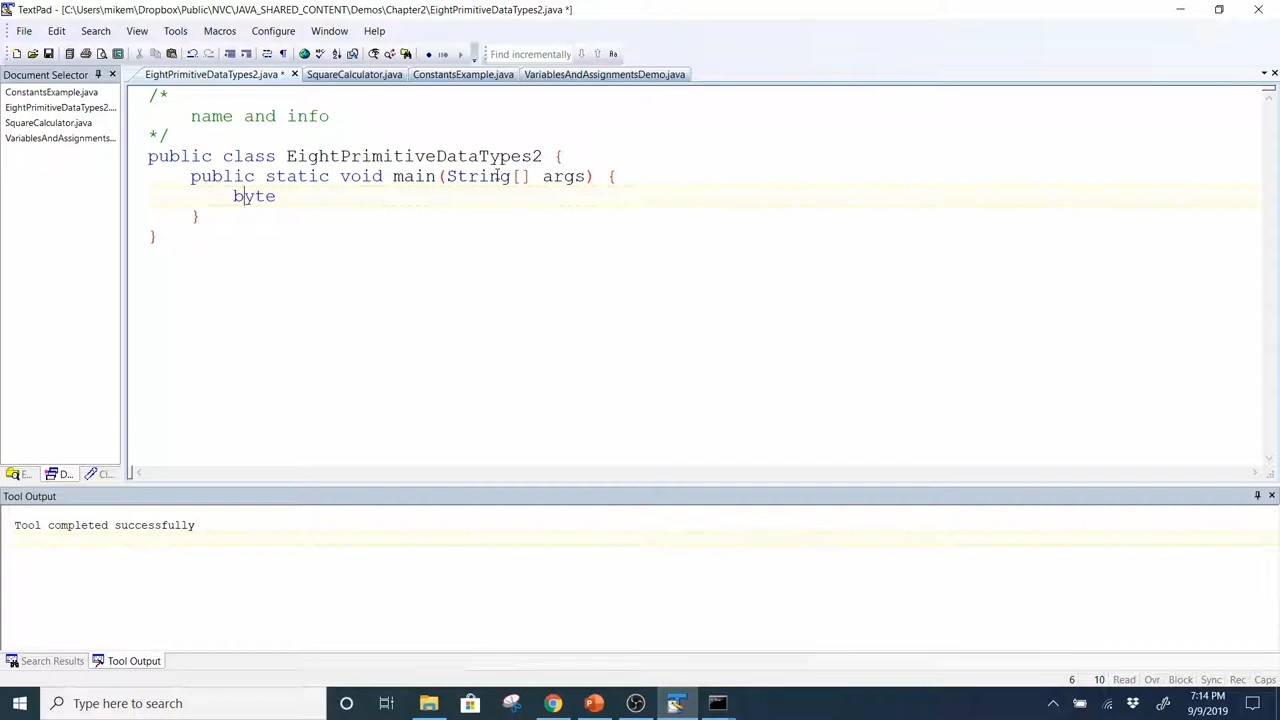 TextPad - [C:\Users\mikem\Dropbox\Public\NVC\JAVA_SHARED_CONTENT\Demos\Chapter2\EightPrimitiveDataTypes2.java *]
File Edit Search View Tools Macros Configure Window Help
Find incrementally
Document Selector
EightPrimitiveDataTypes2.java * SquareCalculator.java ConstantsExample.java VariablesAndAssignmentsDemo.java
ConstantsExample.java
EightPrimitiveDataTypes2....
SquareCalculator.java
VariablesAndAssignments...
/*
name and info
*/
public class EightPrimitiveDataTypes2 {
public static void main(String[] args) {
byte
}
}
E... D... Cl...
Tool Output
Tool completed successfully
Search Results Tool Output
6 10 Read Ovr Block Sync Rec Caps
Type here to search
7:14 PM
9/9/2019